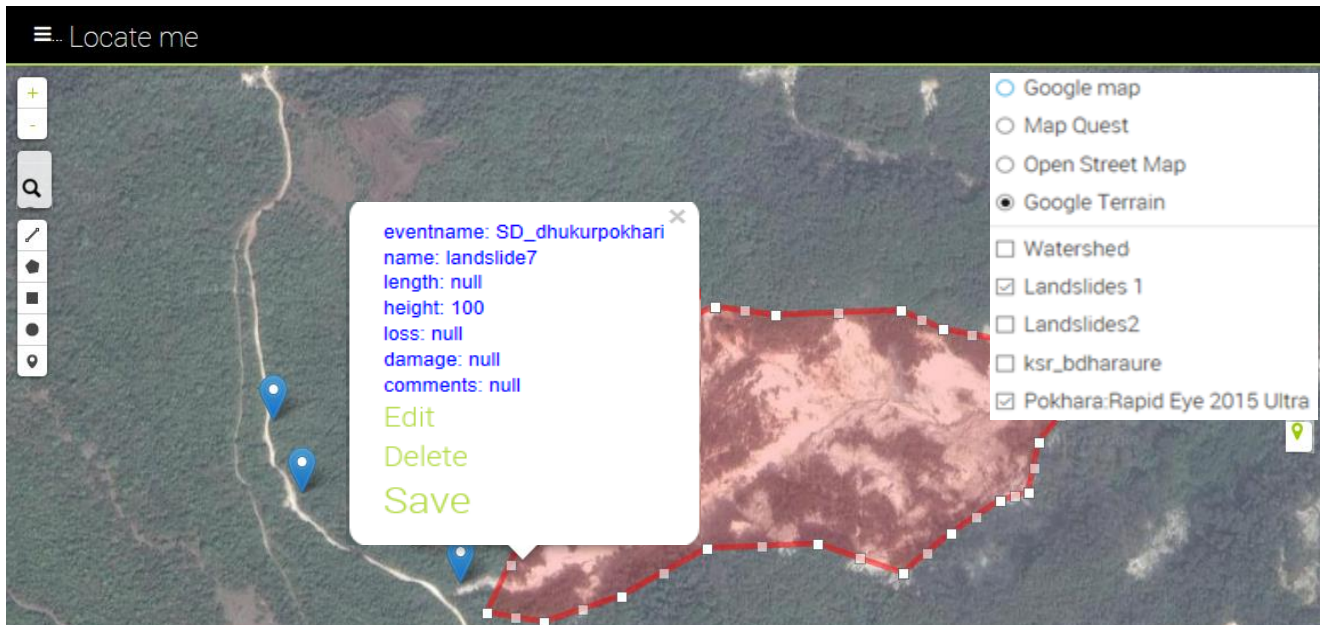 ... Locate me
+
-
eventname: SD_dhukurpokhari
name: landslide7
length: null
height: 100
loss: null
damage: null
comments: null
Edit
Delete
Save
Google map
Map Quest
Open Street Map
Google Terrain
Watershed
Landslides 1
Landslides2
ksr_bdharaure
Pokhara:Rapid Eye 2015 Ultra